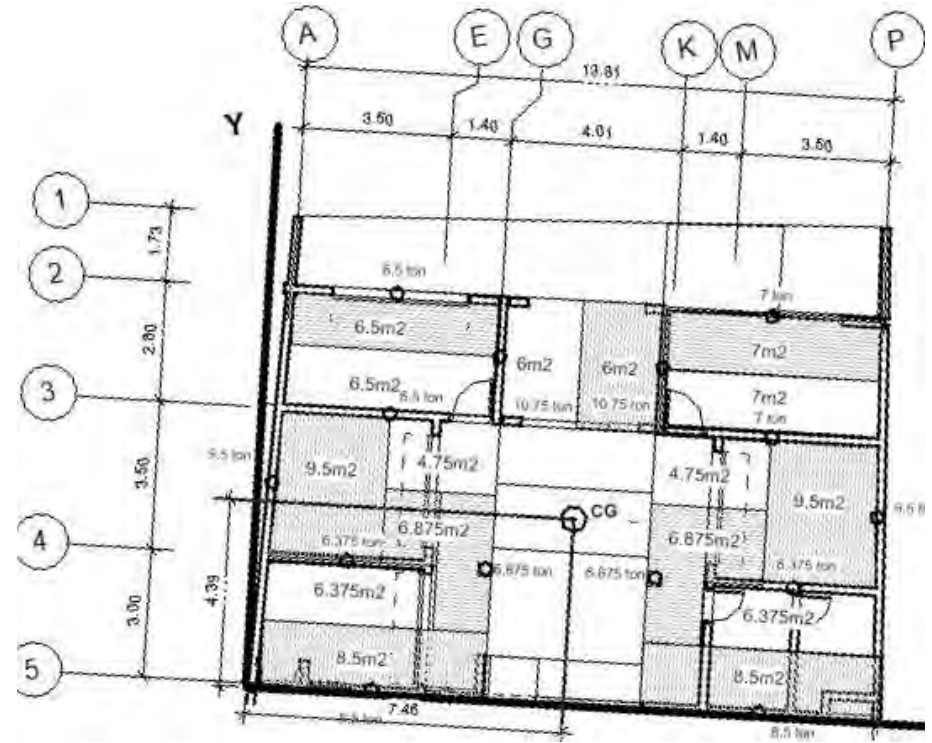 A E G K M P
13.81
3.50 1.40 4.01 1.40 3.50
Y
1
1.73
2
6.5 ton
7 ton
2.80
6.5m2
6m2
6m2
7m2
3
6.5m2
6.5 ton
10.75 ton
10.75 ton
7m2
7 ton
9.5 ton
3.50
9.5m2
4.75m2
4.75m2
9.5m2
CG
4
6.875m2
6.375 ton
6.875m2
6.375 ton
4.39
6.875 ton
6.875 ton
3.00
6.375m2
6.375m2
5
8.5m2
8.5m2
7.46
8.5 ton